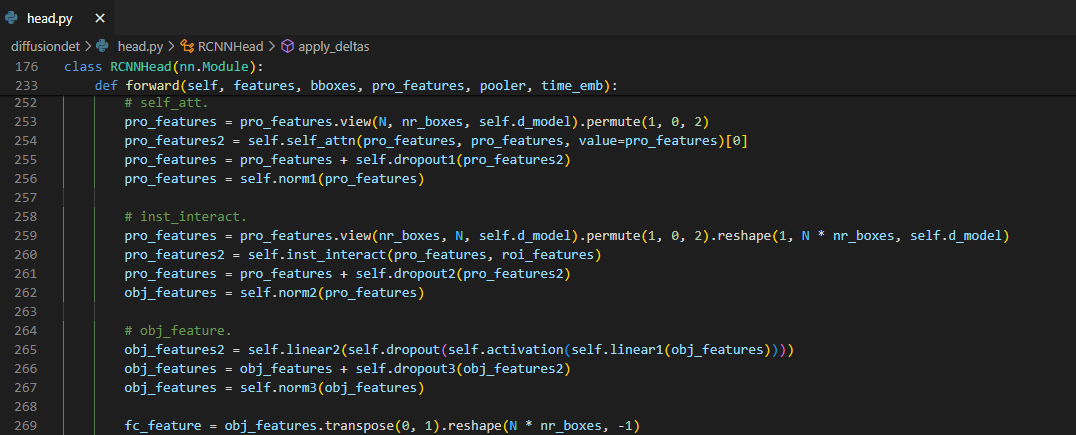 head.py ×
diffusiondet > head.py > RCNNHead > apply_deltas
176 class RCNNHead(nn.Module):
233     def forward(self, features, bboxes, pro_features, pooler, time_emb):
252         # self_att.
253         pro_features = pro_features.view(N, nr_boxes, self.d_model).permute(1, 0, 2)
254         pro_features2 = self.self_attn(pro_features, pro_features, value=pro_features)[0]
255         pro_features = pro_features + self.dropout1(pro_features2)
256         pro_features = self.norm1(pro_features)
257
258         # inst_interact.
259         pro_features = pro_features.view(nr_boxes, N, self.d_model).permute(1, 0, 2).reshape(1, N * nr_boxes, self.d_model)
260         pro_features2 = self.inst_interact(pro_features, roi_features)
261         pro_features = pro_features + self.dropout2(pro_features2)
262         obj_features = self.norm2(pro_features)
263
264         # obj_feature.
265         obj_features2 = self.linear2(self.dropout(self.activation(self.linear1(obj_features))))
266         obj_features = obj_features + self.dropout3(obj_features2)
267         obj_features = self.norm3(obj_features)
268
269         fc_feature = obj_features.transpose(0, 1).reshape(N * nr_boxes, -1)